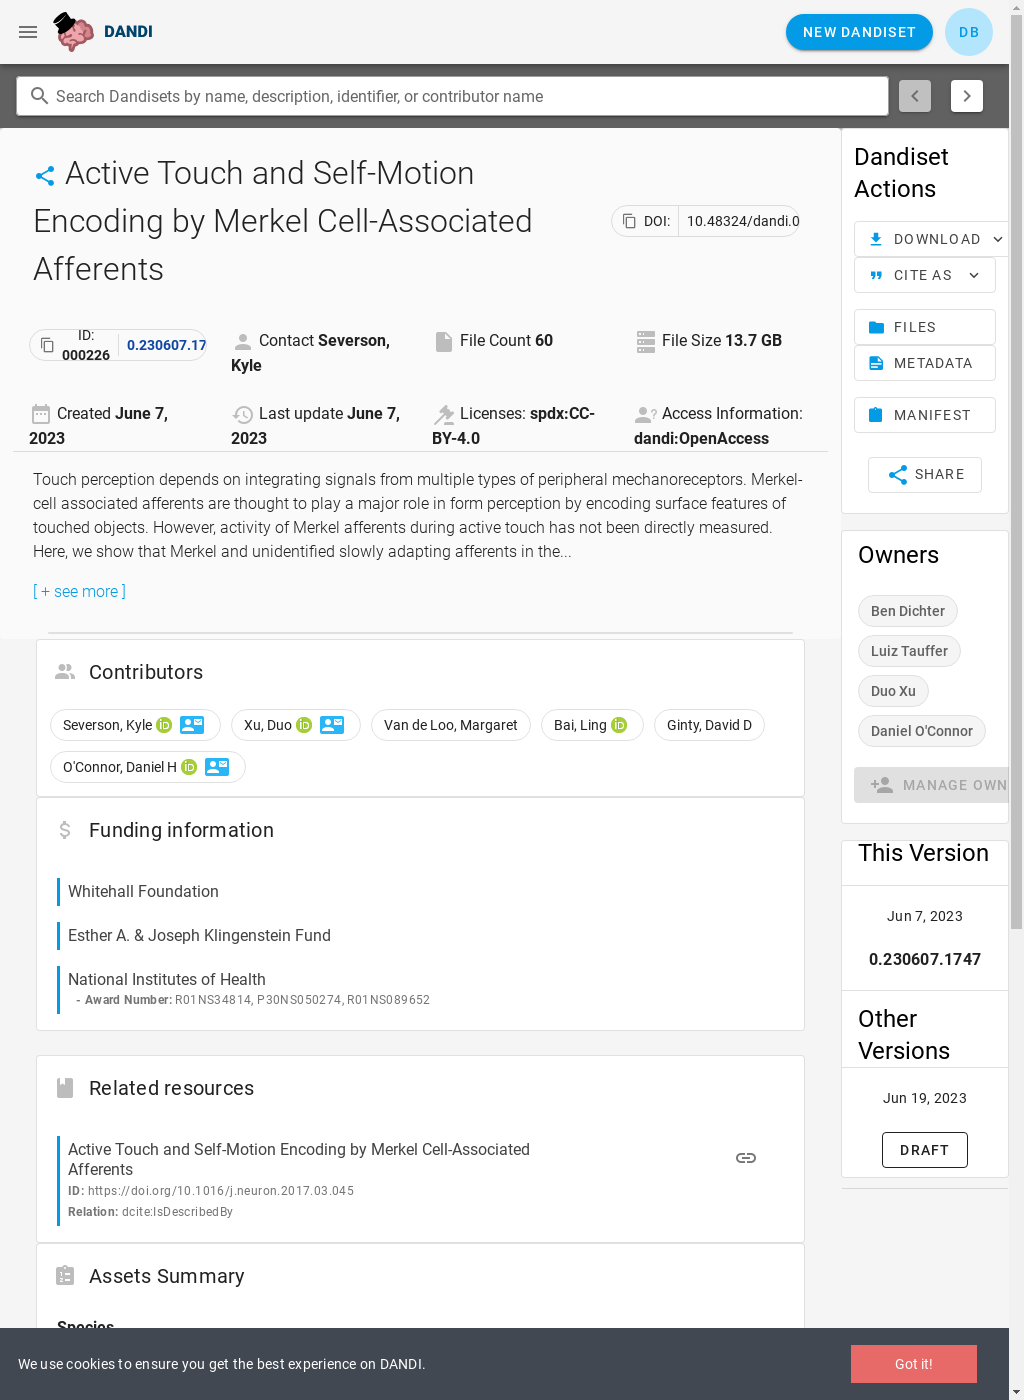 DANDI
NEW DANDISET
DB
Search Dandisets by name, description, identifier, or contributor name
Active Touch and Self-Motion
Encoding by Merkel Cell-Associated
Afferents
DOI: 10.48324/dandi.0
ID:
000226
0.230607.17
Contact Severson,
Kyle
File Count 60
File Size 13.7 GB
Created June 7,
2023
Last update June 7,
2023
Licenses: spdx:CC-
BY-4.0
Access Information:
dandi:OpenAccess
Touch perception depends on integrating signals from multiple types of peripheral mechanoreceptors. Merkel-
cell associated afferents are thought to play a major role in form perception by encoding surface features of
touched objects. However, activity of Merkel afferents during active touch has not been directly measured.
Here, we show that Merkel and unidentified slowly adapting afferents in the...
[ + see more ]
Contributors
Severson, Kyle iD
Xu, Duo iD
Van de Loo, Margaret
Bai, Ling iD
Ginty, David D
O'Connor, Daniel H iD
Funding information
Whitehall Foundation
Esther A. & Joseph Klingenstein Fund
National Institutes of Health
- Award Number: R01NS34814, P30NS050274, R01NS089652
Related resources
Active Touch and Self-Motion Encoding by Merkel Cell-Associated
Afferents
ID: https://doi.org/10.1016/j.neuron.2017.03.045
Relation: dcite:IsDescribedBy
Assets Summary
Species
Dandiset
Actions
DOWNLOAD
CITE AS
FILES
METADATA
MANIFEST
SHARE
Owners
Ben Dichter
Luiz Tauffer
Duo Xu
Daniel O'Connor
MANAGE OWN
This Version
Jun 7, 2023
0.230607.1747
Other
Versions
Jun 19, 2023
DRAFT
We use cookies to ensure you get the best experience on DANDI.
Got it!